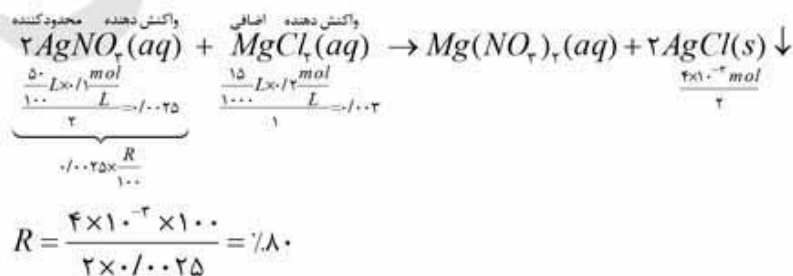 واکنش دهنده محدودکننده واکنش دهنده اضافی
۲AgNO۳(aq) + MgCl۲(aq) → Mg(NO۳)۲(aq) + ۲AgCl(s) ↓
۵۰/۱۰۰ L×۰/۱ mol/L / ۲ = ۰/۰۰۲۵ ۱۵/۱۰۰۰ L×۰/۲ mol/L / ۱ = ۰/۰۰۳ ۴×۱۰⁻۳ mol / ۲
۰/۰۰۲۵× R/۱۰۰
R = ۴×۱۰⁻۳×۱۰۰ / ۲×۰/۰۰۲۵ = ٪۸۰